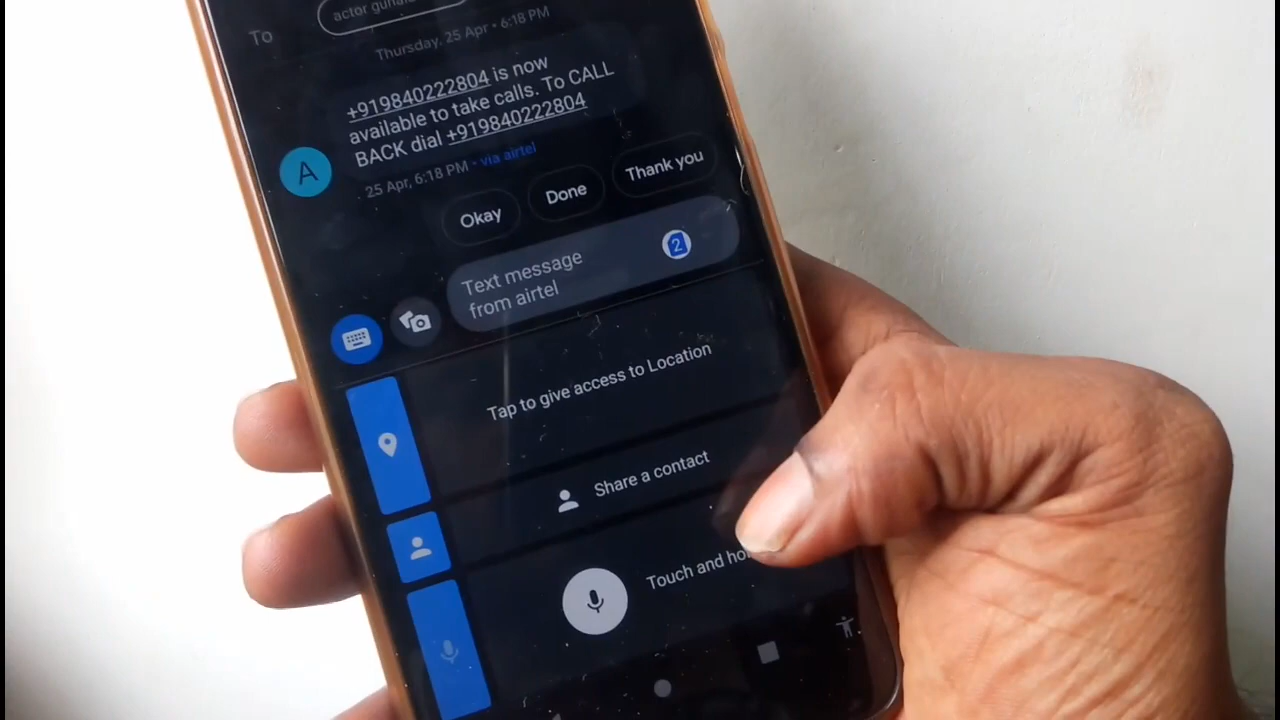 To
actor
Thursday, 25 Apr • 6:18 PM
+919840222804 is now
available to take calls. To CALL
BACK dial +919840222804
A
25 Apr, 6:18 PM • via airtel
Okay
Done
Thank you
Text message
from airtel
2
Tap to give access to Location
Share a contact
Touch and